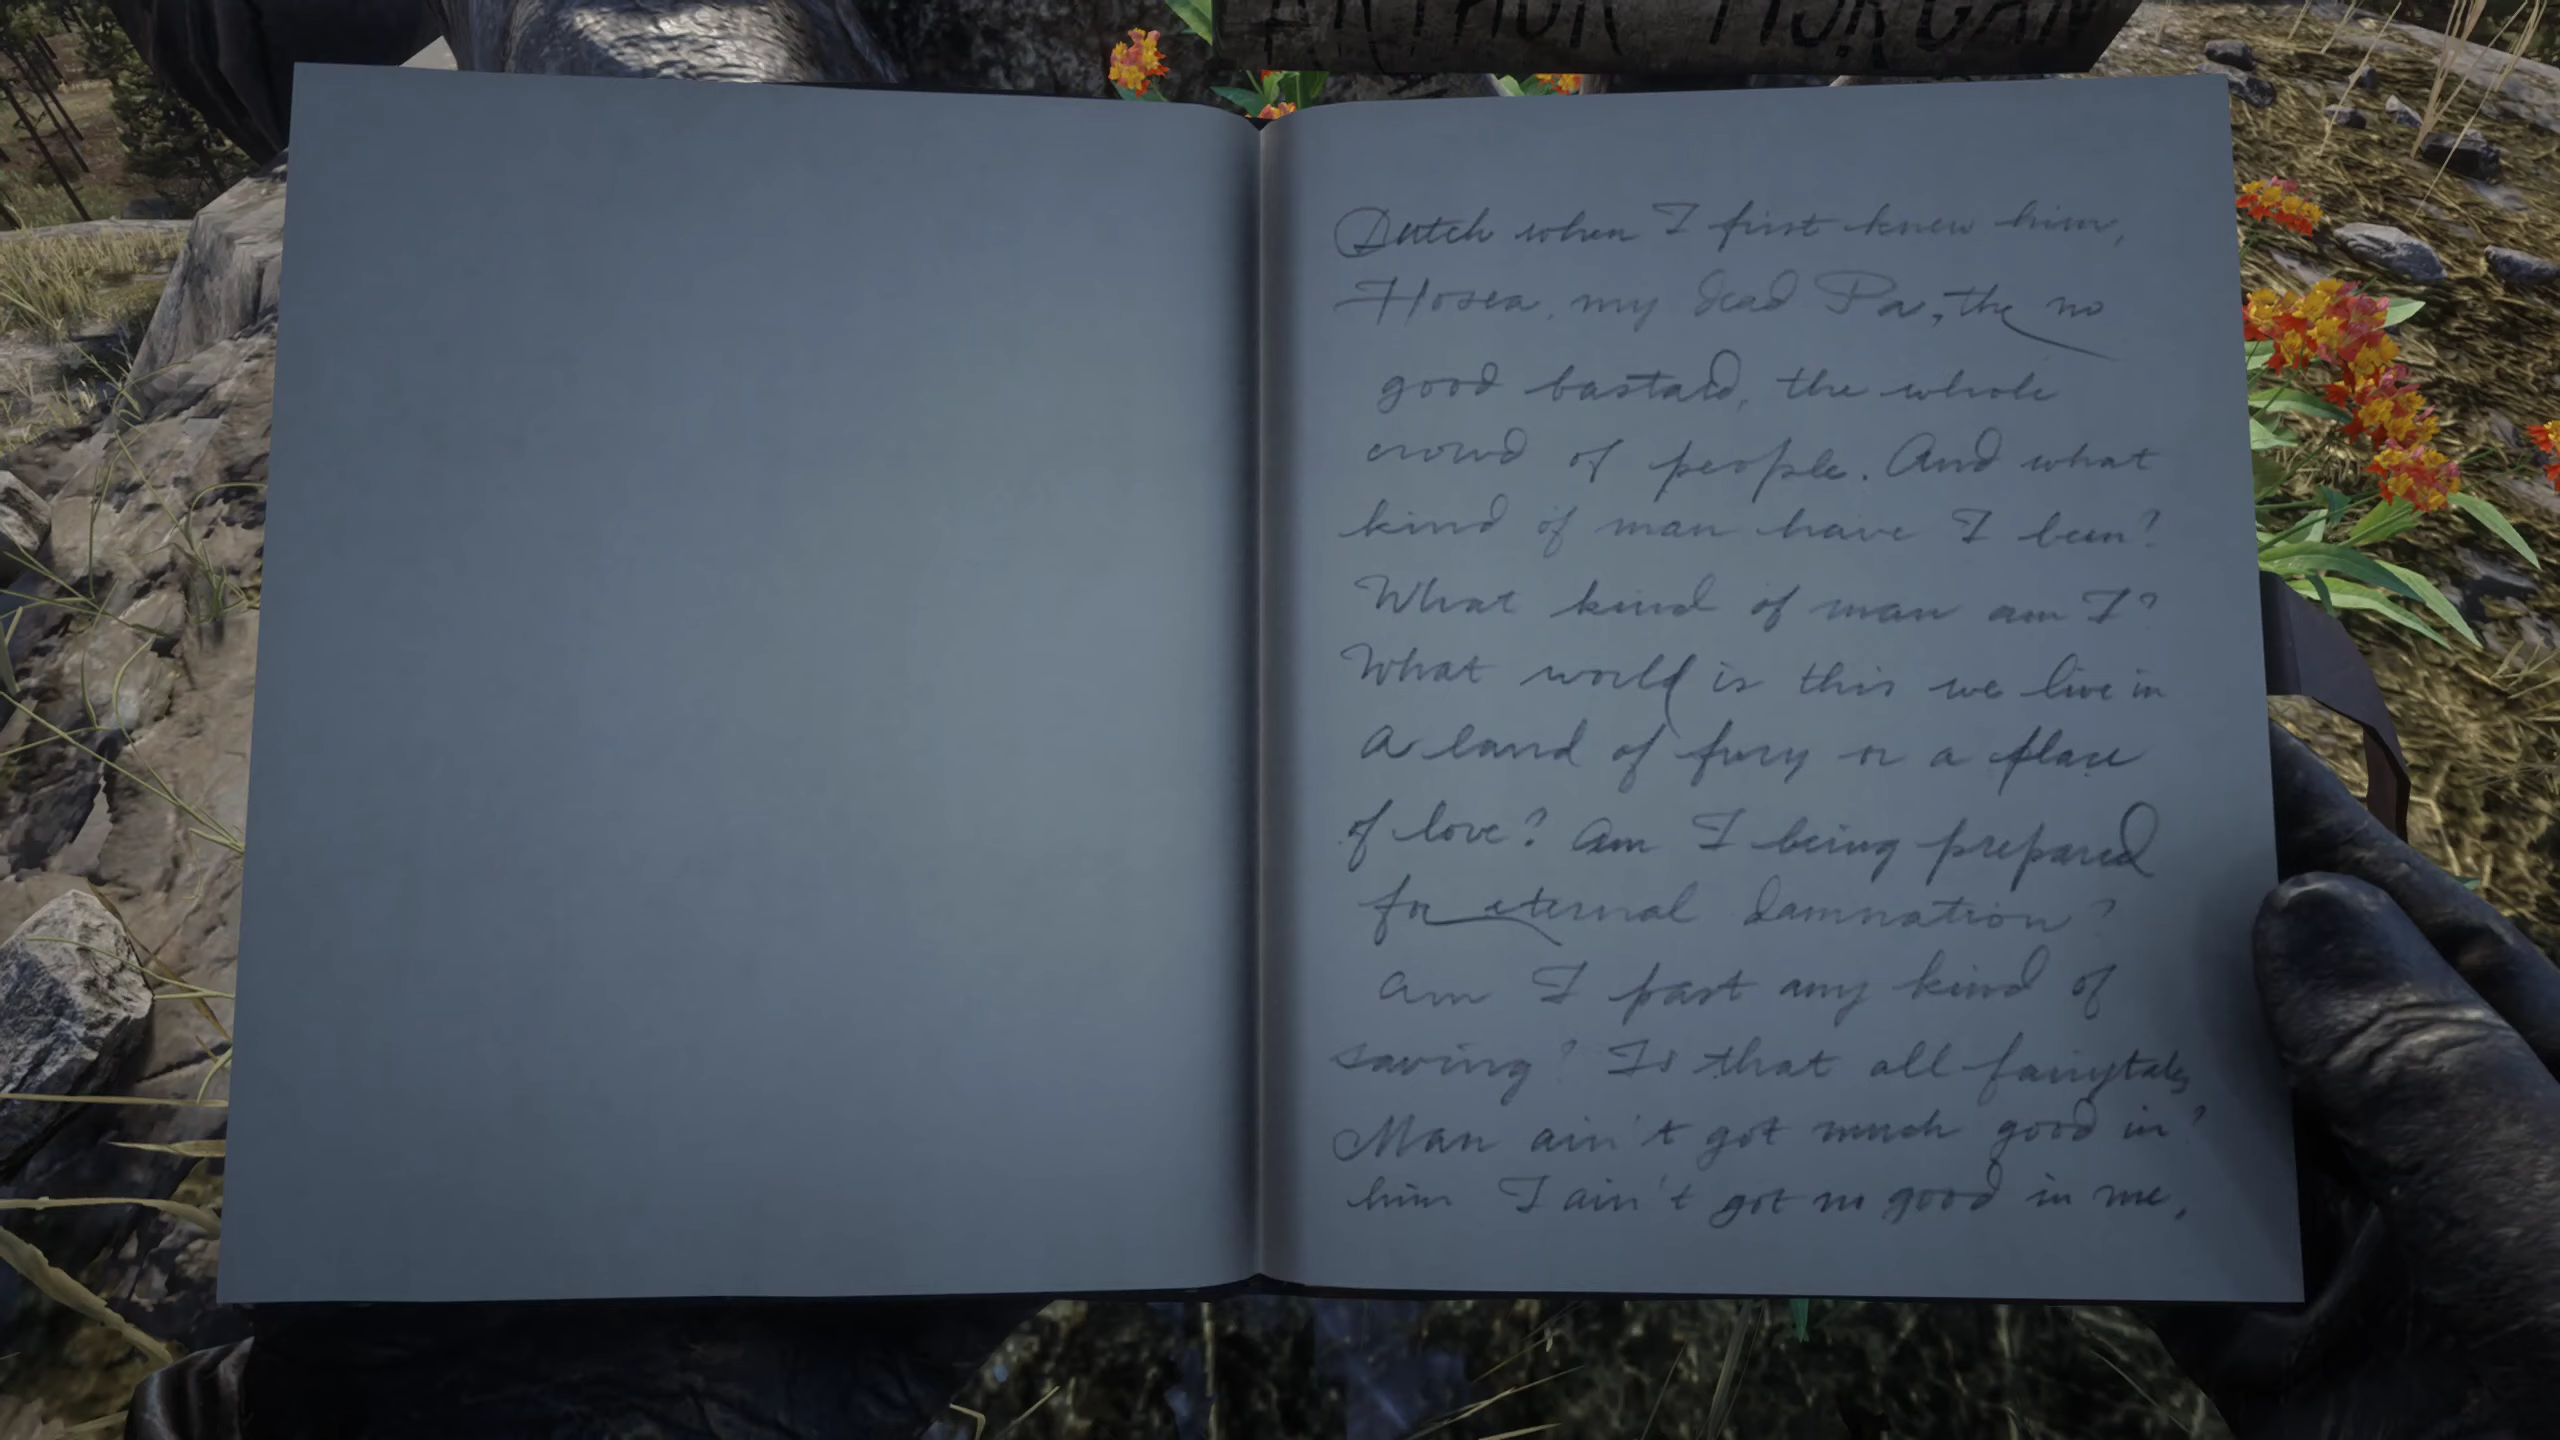 ARTHUR MORGAN
Dutch when I first knew him,
Hosea, my dead Pa, the no
good bastard, the whole
crowd of people. And what
kind of man have I been?
What kind of man am I?
What world is this we live in
A land of fury or a place
of love? Am I being prepared
for eternal damnation?
Am I past any kind of
saving? Is that all fairytales?
Man ain't got much good in
him I ain't got no good in me,